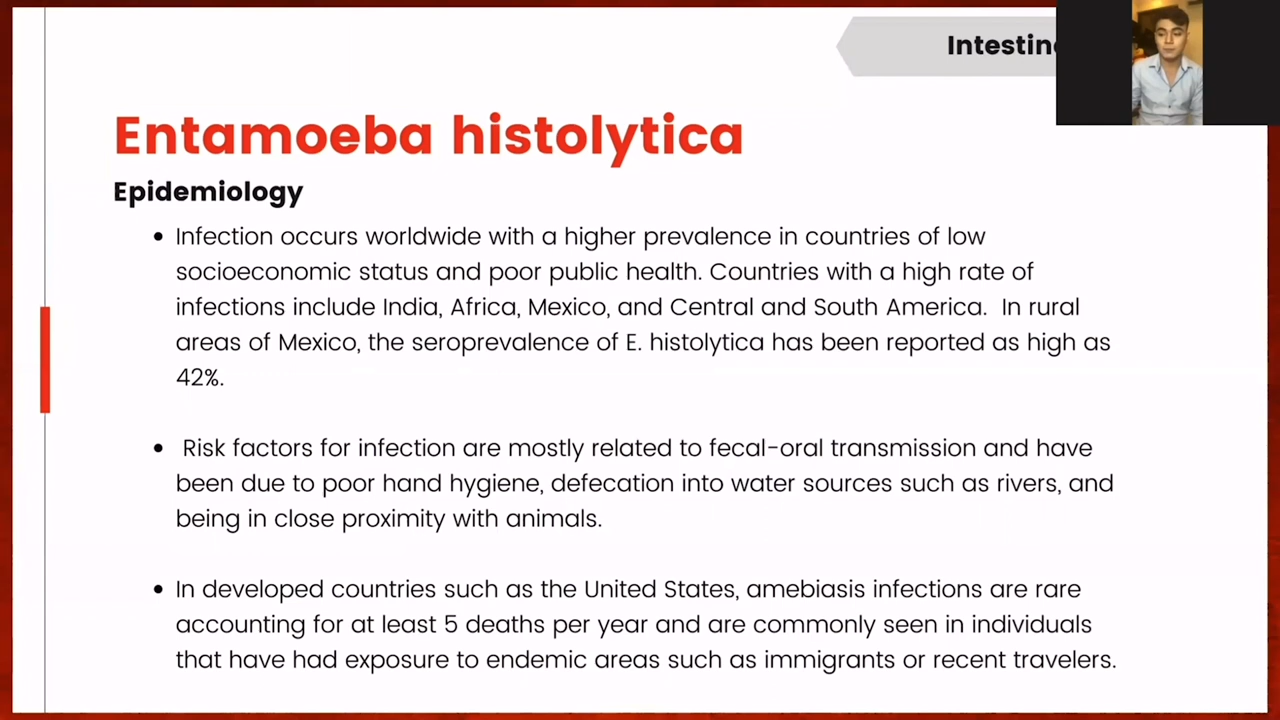 Entamoeba histolytica
Epidemiology
• Infection occurs worldwide with a higher prevalence in countries of low
socioeconomic status and poor public health. Countries with a high rate of
infections include India, Africa, Mexico, and Central and South America. In rural
areas of Mexico, the seroprevalence of E. histolytica has been reported as high as
42%.
• Risk factors for infection are mostly related to fecal-oral transmission and have
been due to poor hand hygiene, defecation into water sources such as rivers, and
being in close proximity with animals.
• In developed countries such as the United States, amebiasis infections are rare
accounting for at least 5 deaths per year and are commonly seen in individuals
that have had exposure to endemic areas such as immigrants or recent travelers.